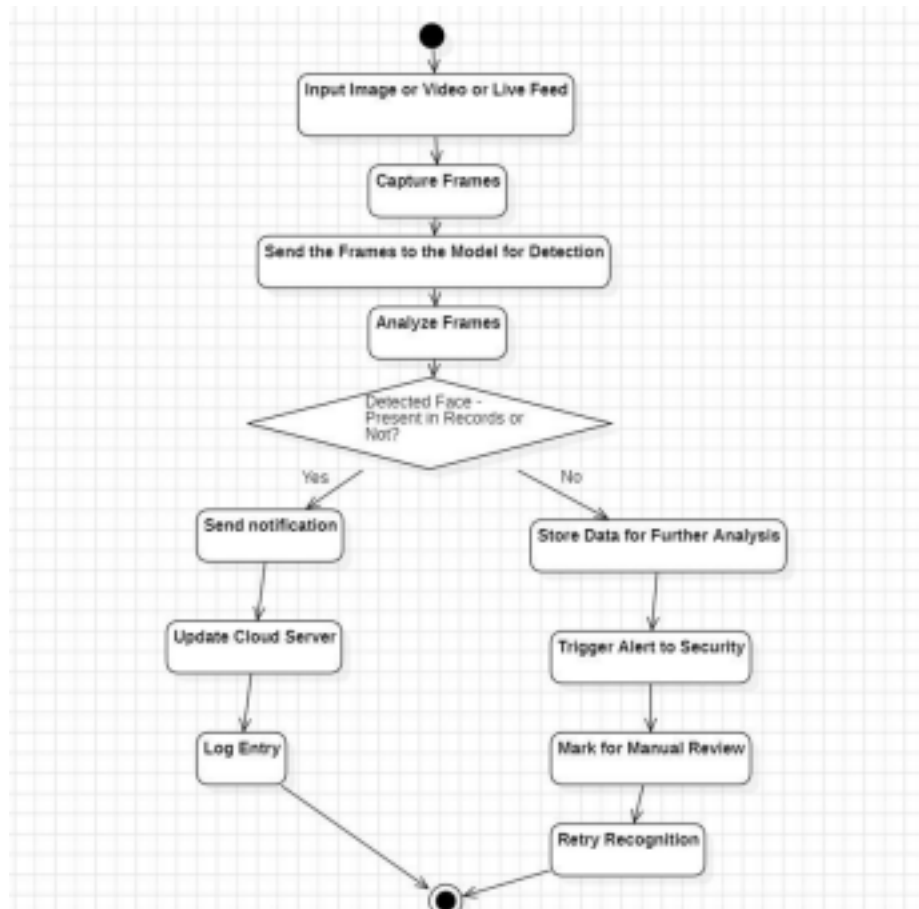 Input Image or Video or Live Feed
Capture Frames
Send the Frames to the Model for Detection
Analyze Frames
Detected Face -
Present in Records or
Not?
Yes
No
Send notification
Store Data for Further Analysis
Update Cloud Server
Trigger Alert to Security
Log Entry
Mark for Manual Review
Retry Recognition